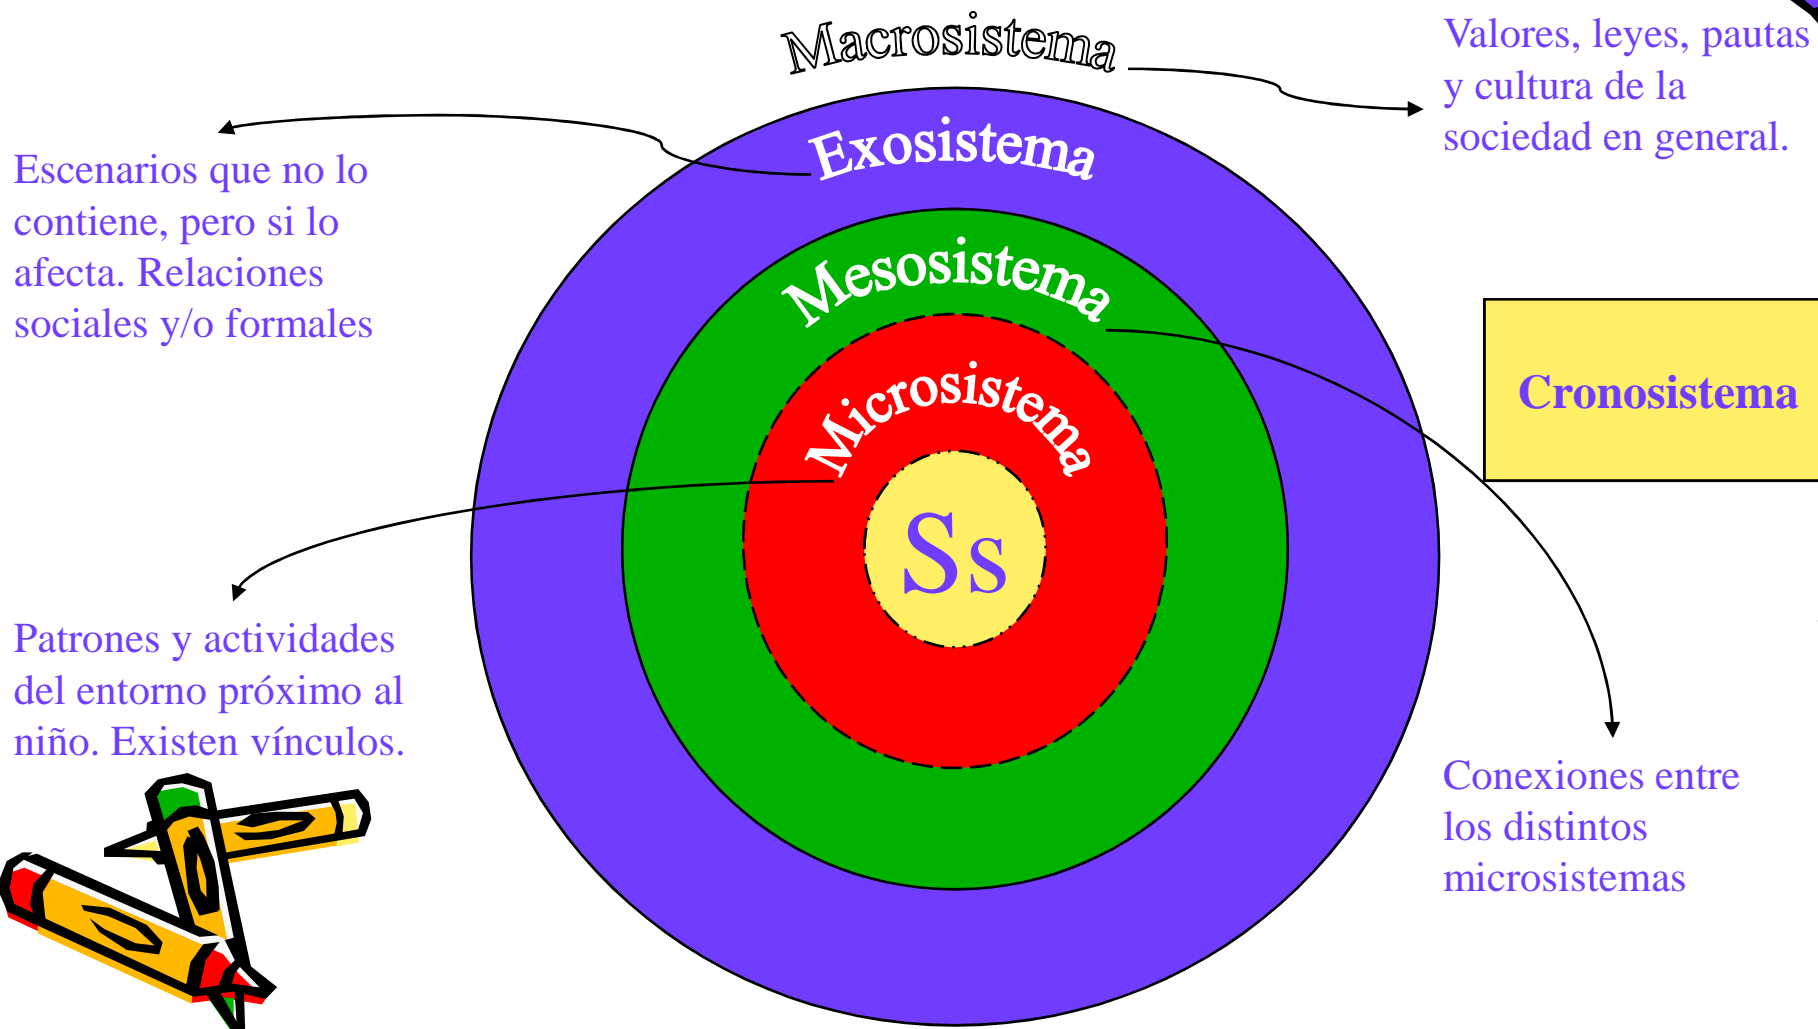 Macrosistema
Valores, leyes, pautas
y cultura de la
sociedad en general.
Exosistema
Escenarios que no lo
contiene, pero si lo
afecta. Relaciones
sociales y/o formales
Mesosistema
Cronosistema
Microsistema
Ss
Patrones y actividades
del entorno próximo al
niño. Existen vínculos.
Conexiones entre
los distintos
microsistemas